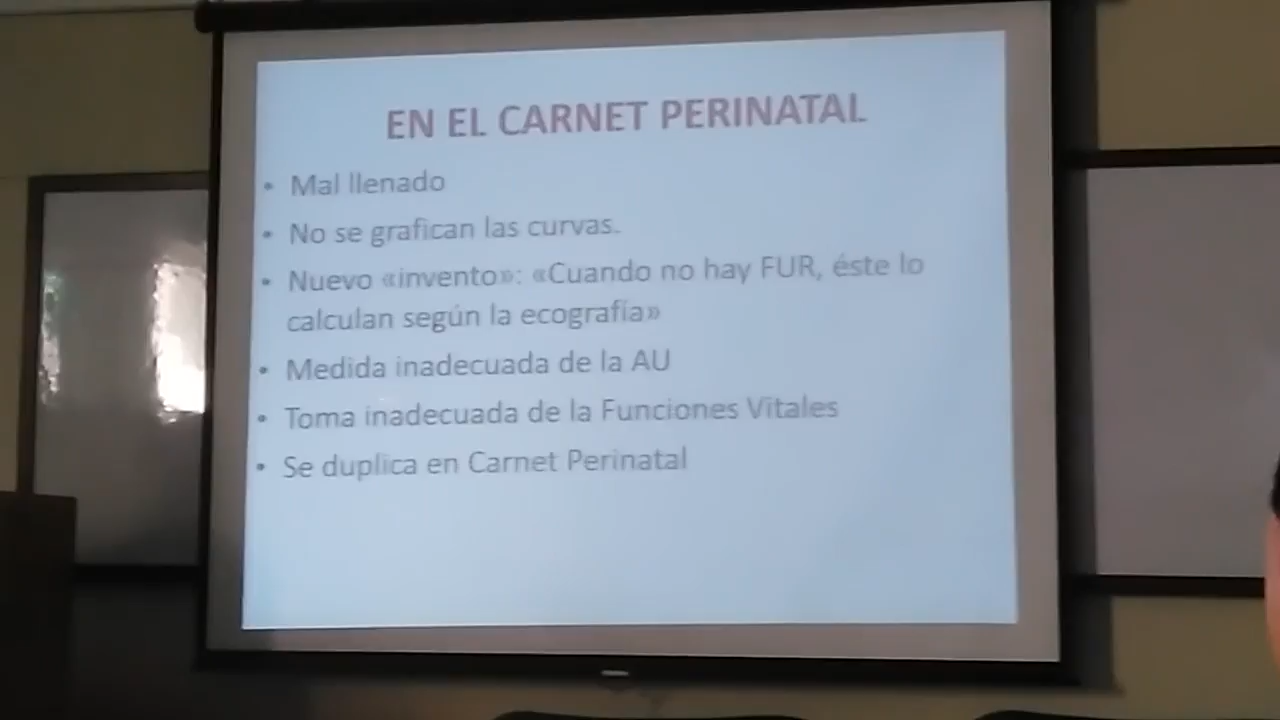 EN EL CARNET PERINATAL
• Mal llenado
• No se grafican las curvas.
• Nuevo «invento»: «Cuando no hay FUR, éste lo
calculan según la ecografía»
• Medida inadecuada de la AU
• Toma inadecuada de la Funciones Vitales
• Se duplica en Carnet Perinatal